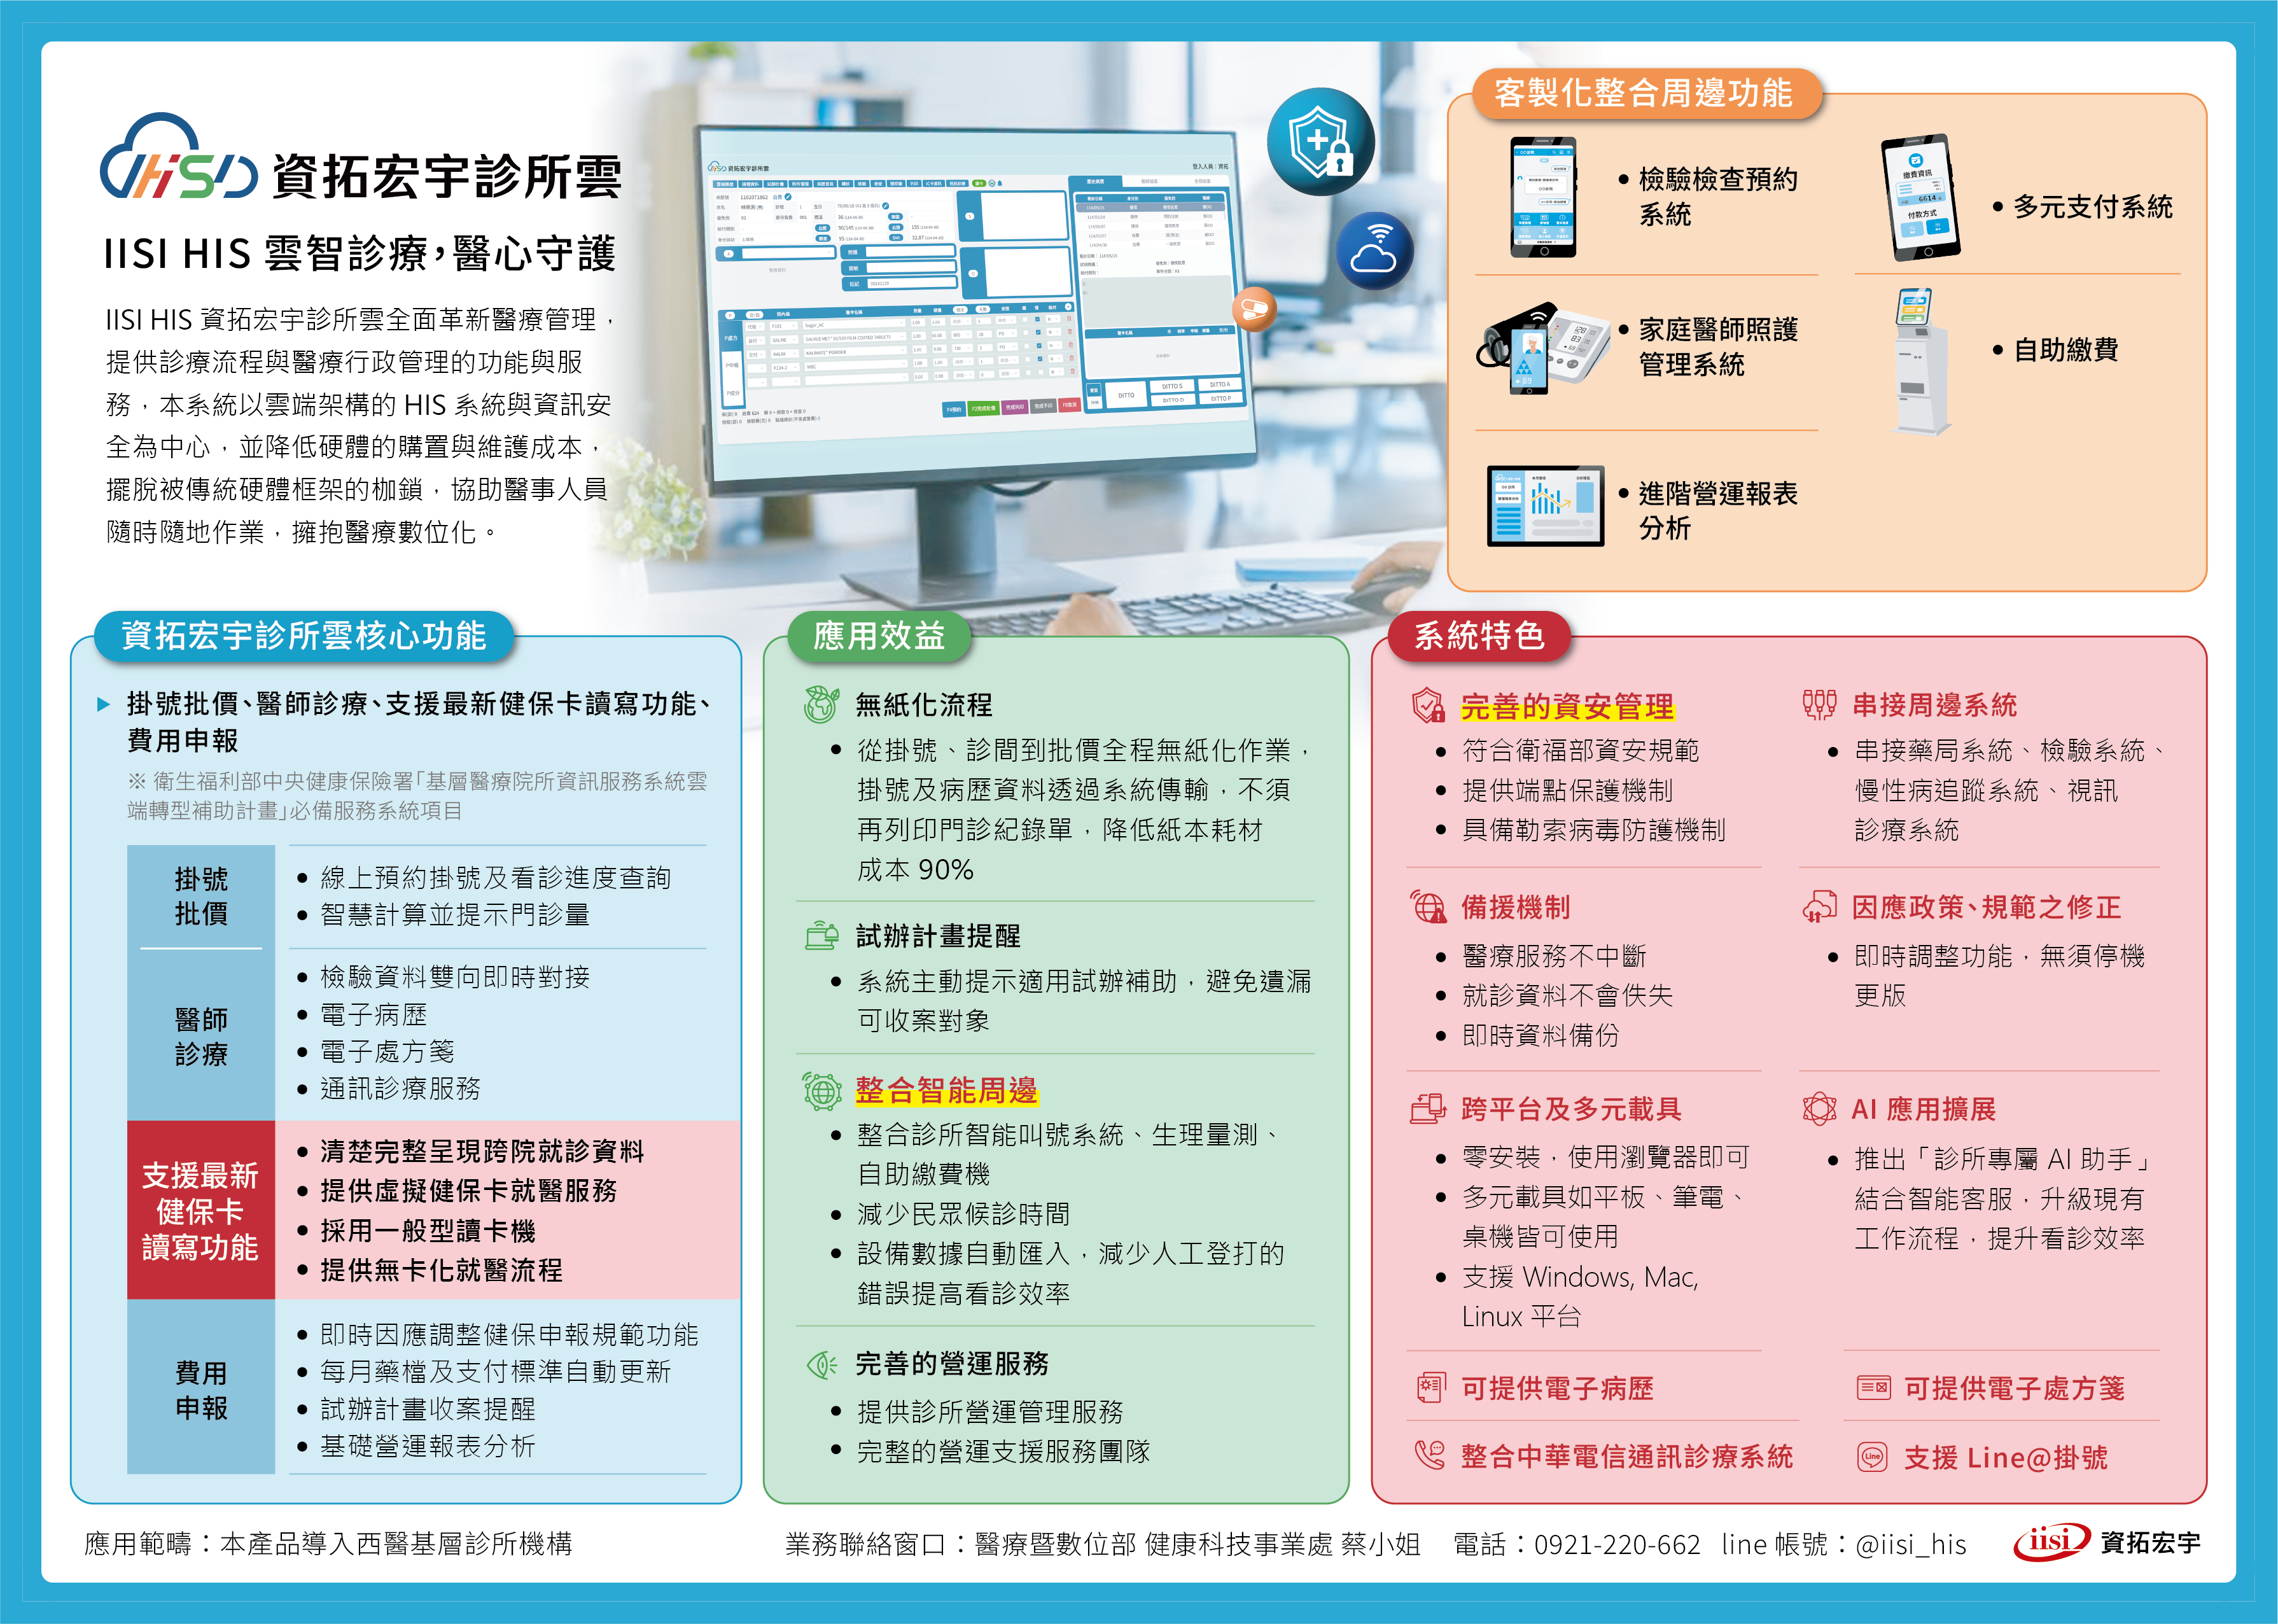 HiSD 資拓宏宇診所雲
IISI HIS 雲智診療，醫心守護
IISI HIS 資拓宏宇診所雲全面革新醫療管理，
提供診療流程與醫療行政管理的功能與服
務，本系統以雲端架構的 HIS 系統與資訊安
全為中心，並降低硬體的購置與維護成本，
擺脫被傳統硬體框架的枷鎖，協助醫事人員
隨時隨地作業，擁抱醫療數位化。
資拓宏宇診所雲
DITTO
DITTO S
DITTO A
DITTO O
DITTO P
客製化整合周邊功能
• 檢驗檢查預約
系統
繳費資訊
6614
付款方式
• 多元支付系統
• 家庭醫師照護
管理系統
• 自助繳費
• 進階營運報表
分析
資拓宏宇診所雲核心功能
掛號批價、醫師診療、支援最新健保卡讀寫功能、
費用申報
※ 衛生福利部中央健康保險署「基層醫療院所資訊服務系統雲
端轉型補助計畫」必備服務系統項目
掛號
批價
• 線上預約掛號及看診進度查詢
• 智慧計算並提示門診量
醫師
診療
• 檢驗資料雙向即時對接
• 電子病歷
• 電子處方箋
• 通訊診療服務
支援最新
健保卡
讀寫功能
• 清楚完整呈現跨院就診資料
• 提供虛擬健保卡就醫服務
• 採用一般型讀卡機
• 提供無卡化就醫流程
費用
申報
• 即時因應調整健保申報規範功能
• 每月藥檔及支付標準自動更新
• 試辦計畫收案提醒
• 基礎營運報表分析
應用效益
無紙化流程
• 從掛號、診間到批價全程無紙化作業，
掛號及病歷資料透過系統傳輸，不須
再列印門診紀錄單，降低紙本耗材
成本 90%
試辦計畫提醒
• 系統主動提示適用試辦補助，避免遺漏
可收案對象
整合智能周邊
• 整合診所智能叫號系統、生理量測、
自助繳費機
• 減少民眾候診時間
• 設備數據自動匯入，減少人工登打的
錯誤提高看診效率
完善的營運服務
• 提供診所營運管理服務
• 完整的營運支援服務團隊
系統特色
完善的資安管理
• 符合衛福部資安規範
• 提供端點保護機制
• 具備勒索病毒防護機制
串接周邊系統
• 串接藥局系統、檢驗系統、
慢性病追蹤系統、視訊
診療系統
備援機制
• 醫療服務不中斷
• 就診資料不會佚失
• 即時資料備份
因應政策、規範之修正
• 即時調整功能，無須停機
更版
跨平台及多元載具
• 零安裝，使用瀏覽器即可
• 多元載具如平板、筆電、
桌機皆可使用
• 支援 Windows, Mac,
Linux 平台
AI 應用擴展
• 推出「診所專屬 AI 助手」
結合智能客服，升級現有
工作流程，提升看診效率
可提供電子病歷
可提供電子處方箋
整合中華電信通訊診療系統
Line
支援 Line@掛號
應用範疇：本產品導入西醫基層診所機構
業務聯絡窗口：醫療暨數位部 健康科技事業處 蔡小姐 電話：0921-220-662 line 帳號：@iisi_his
iisi 資拓宏宇